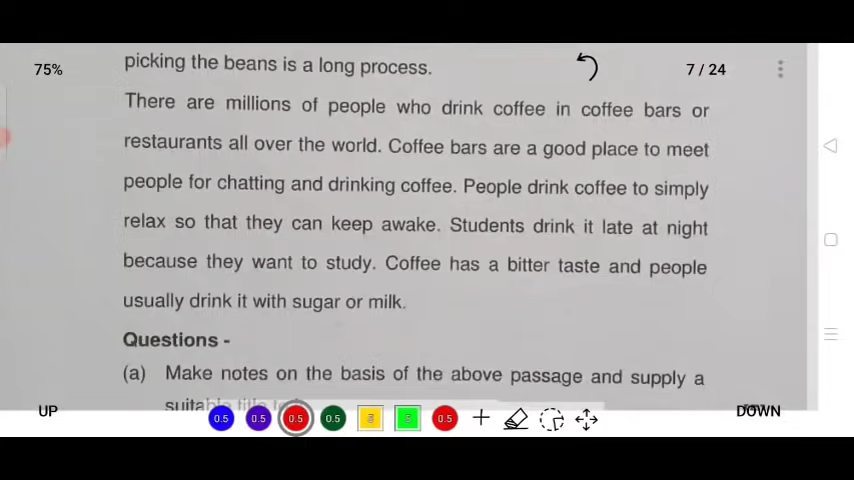 picking the beans is a long process.
75%
7 / 24
There are millions of people who drink coffee in coffee bars or
restaurants all over the world. Coffee bars are a good place to meet
people for chatting and drinking coffee. People drink coffee to simply
relax so that they can keep awake. Students drink it late at night
because they want to study. Coffee has a bitter taste and people
usually drink it with sugar or milk.
Questions -
(a) Make notes on the basis of the above passage and supply a
suitable title
UP
0.5 0.5 0.5 0.5 5 5 0.5
DOWN